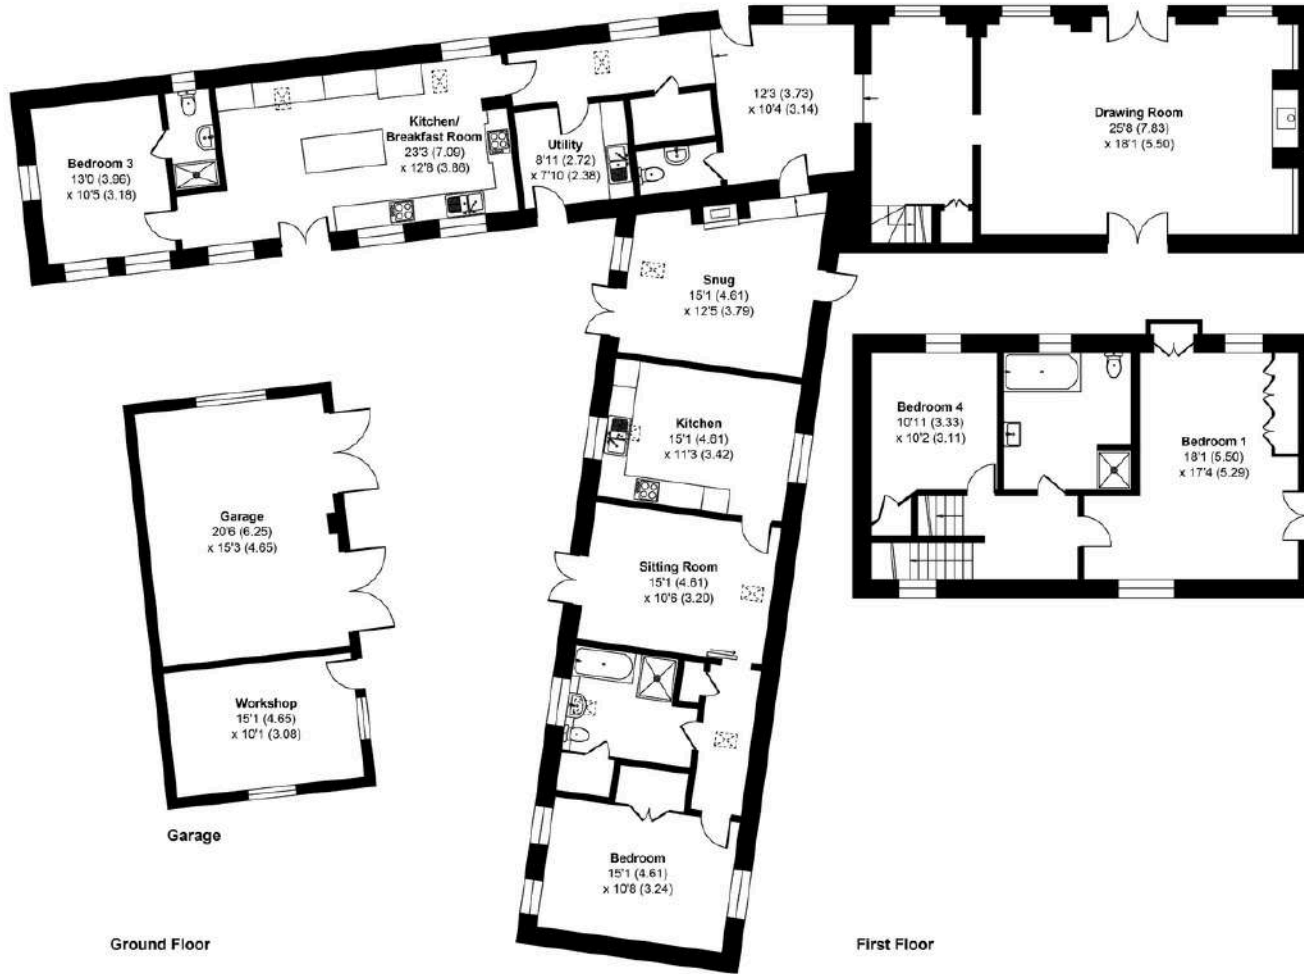 Bedroom 3
13'0 (3.96)
x 10'5 (3.18)
Kitchen/
Breakfast Room
23'3 (7.09)
x 12'8 (3.86)
Utility
8'11 (2.72)
x 7'10 (2.38)
12'3 (3.73)
x 10'4 (3.14)
Drawing Room
25'8 (7.83)
x 18'1 (5.50)
Snug
15'1 (4.61)
x 12'5 (3.79)
Kitchen
15'1 (4.61)
x 11'3 (3.42)
Bedroom 4
10'11 (3.33)
x 10'2 (3.11)
Bedroom 1
18'1 (5.50)
x 17'4 (5.29)
Garage
20'6 (6.25)
x 15'3 (4.65)
Sitting Room
15'1 (4.61)
x 10'6 (3.20)
Workshop
15'1 (4.65)
x 10'1 (3.08)
Garage
Bedroom
15'1 (4.61)
x 10'8 (3.24)
Ground Floor
First Floor